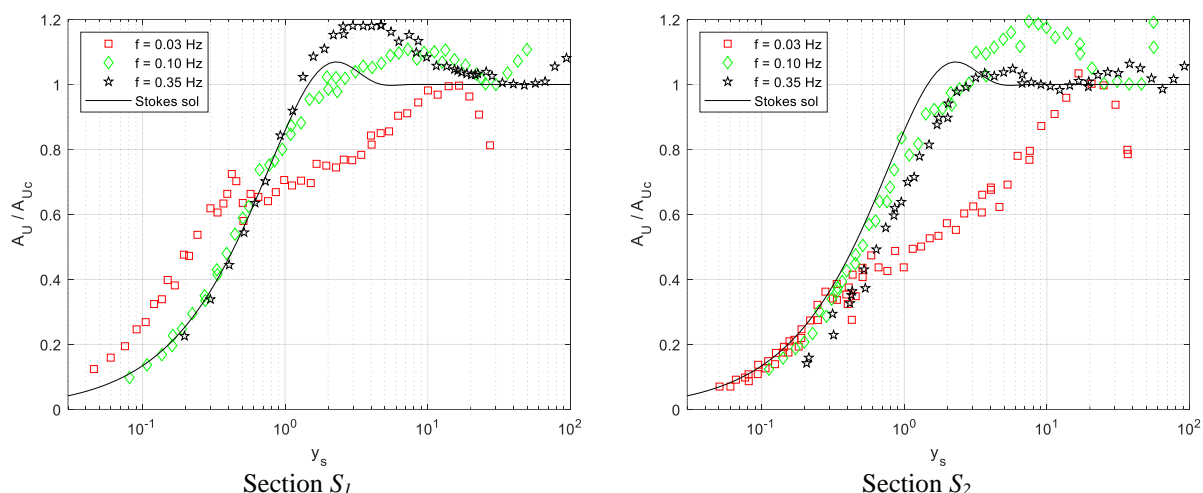 1.2
1
0.8
0.6
0.4
0.2
0
A_U / A_Uc
10^-1
10^0
10^1
10^2
y_s
f = 0.03 Hz
f = 0.10 Hz
f = 0.35 Hz
Stokes sol
Section S_1
1.2
1
0.8
0.6
0.4
0.2
0
A_U / A_Uc
10^-1
10^0
10^1
10^2
y_s
f = 0.03 Hz
f = 0.10 Hz
f = 0.35 Hz
Stokes sol
Section S_2